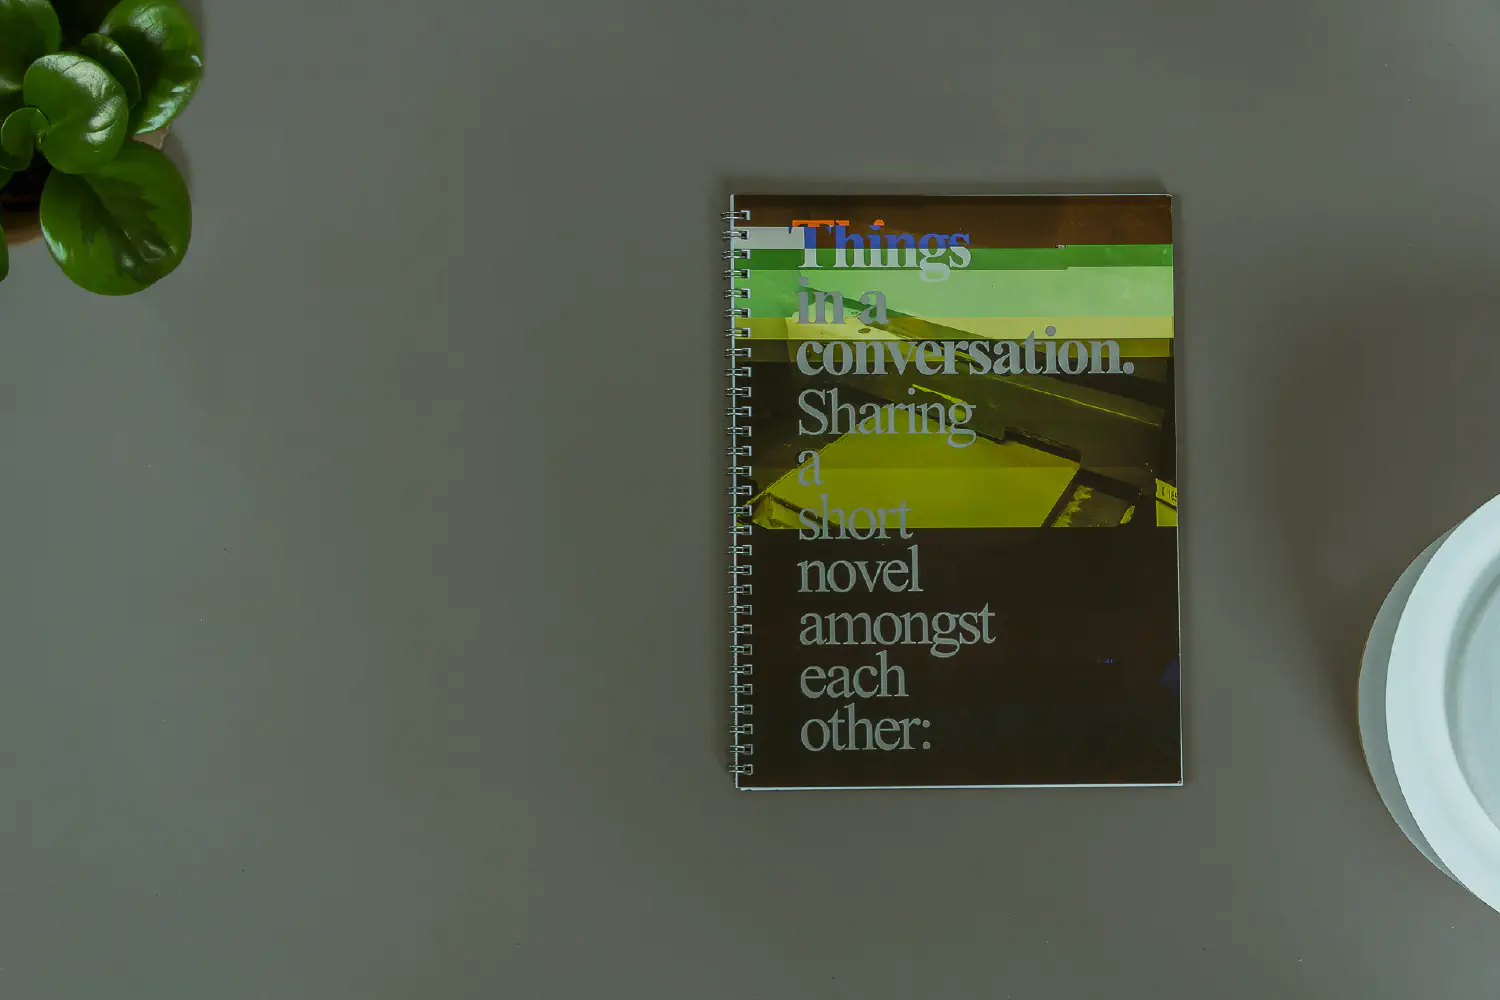 Things
in a
conversation.
Sharing
a
short
novel
amongst
each
other: